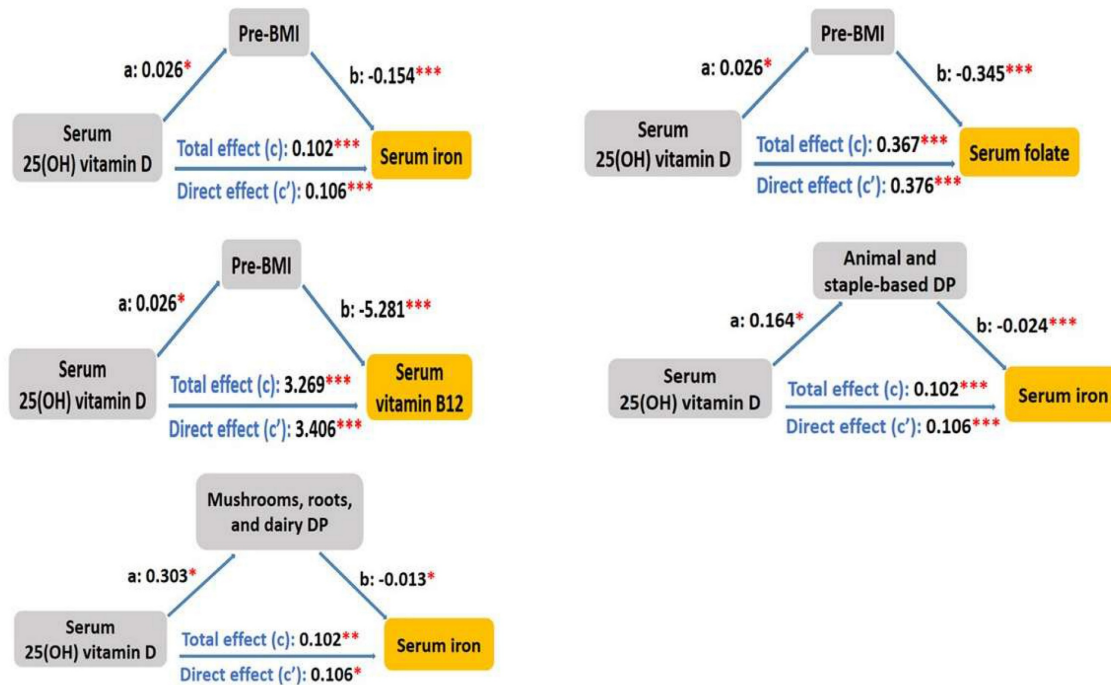 Pre-BMI
a: 0.026*
b: -0.154***
Serum
25(OH) vitamin D
Total effect (c): 0.102***
Direct effect (c’): 0.106***
Serum iron
Pre-BMI
a: 0.026*
b: -0.345***
Serum
25(OH) vitamin D
Total effect (c): 0.367***
Direct effect (c’): 0.376***
Serum folate
Pre-BMI
a: 0.026*
b: -5.281***
Serum
25(OH) vitamin D
Total effect (c): 3.269***
Direct effect (c’): 3.406***
Serum
vitamin B12
Animal and
staple-based DP
a: 0.164*
b: -0.024***
Serum
25(OH) vitamin D
Total effect (c): 0.102***
Direct effect (c’): 0.106***
Serum iron
Mushrooms, roots,
and dairy DP
a: 0.303*
b: -0.013*
Serum
25(OH) vitamin D
Total effect (c): 0.102**
Direct effect (c’): 0.106*
Serum iron